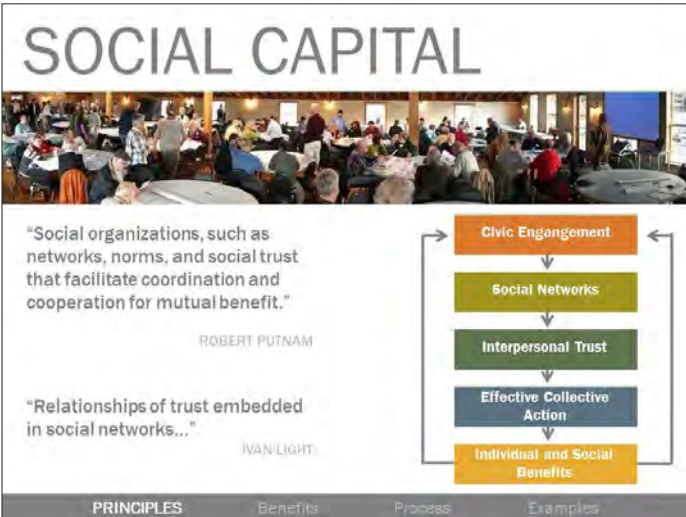 SOCIAL CAPITAL
“Social organizations, such as
networks, norms, and social trust
that facilitate coordination and
cooperation for mutual benefit.”
ROBERT PUTNAM
“Relationships of trust embedded
in social networks...”
IVAN LIGHT
Civic Engangement
Social Networks
Interpersonal Trust
Effective Collective
Action
Individual and Social
Benefits
PRINCIPLES Benefits Process Examples